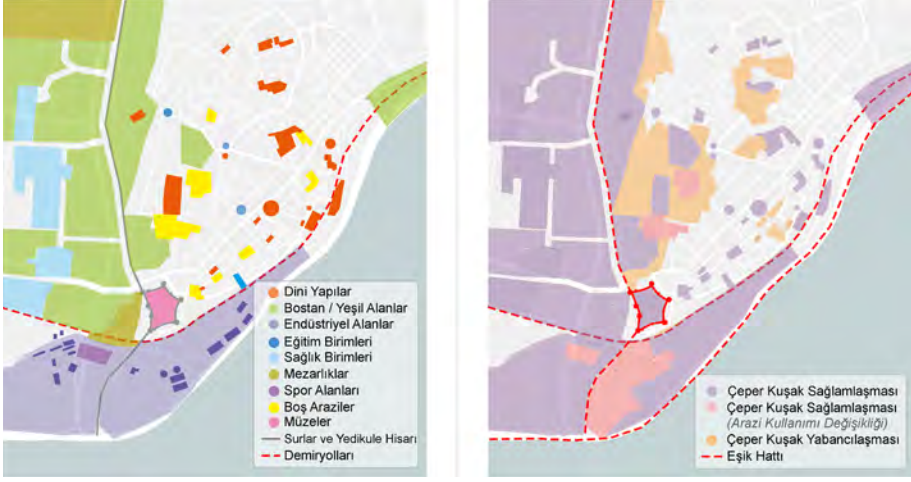 Dini Yapılar
Bostan / Yeşil Alanlar
Endüstriyel Alanlar
Eğitim Birimleri
Sağlık Birimleri
Mezarlıklar
Spor Alanları
Boş Araziler
Müzeler
Surlar ve Yedikule Hisarı
Demiryolları
Çeper Kuşak Sağlamlaşması
Çeper Kuşak Sağlamlaşması
(Arazi Kullanımı Değişikliği)
Çeper Kuşak Yabancılaşması
Eşik Hattı